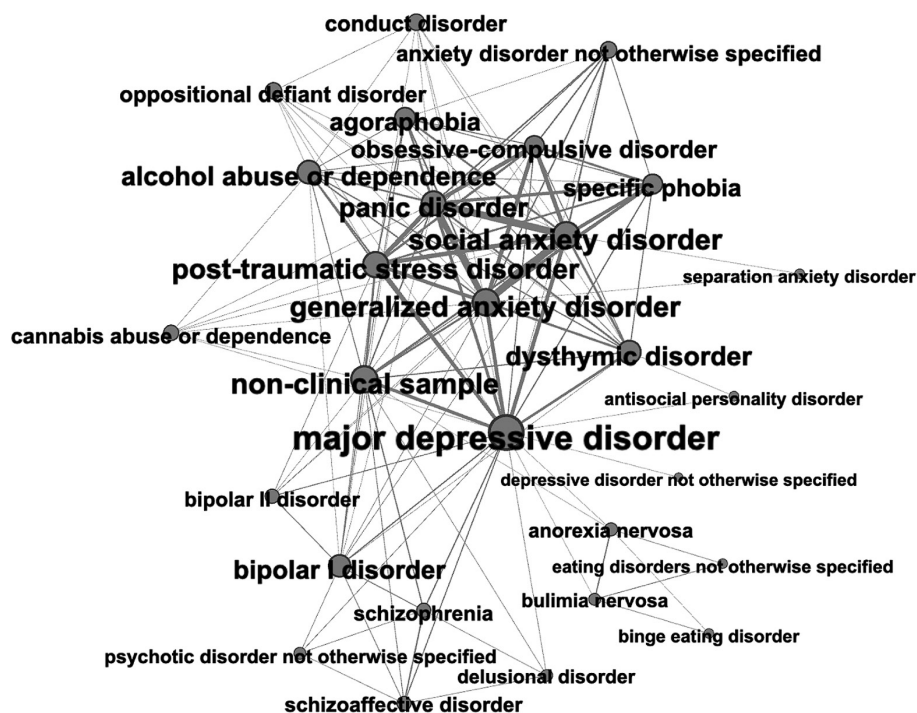 conduct disorder
anxiety disorder not otherwise specified
oppositional defiant disorder
agoraphobia
obsessive-compulsive disorder
alcohol abuse or dependence
specific phobia
panic disorder
social anxiety disorder
post-traumatic stress disorder
separation anxiety disorder
generalized anxiety disorder
cannabis abuse or dependence
dysthymic disorder
non-clinical sample
antisocial personality disorder
major depressive disorder
depressive disorder not otherwise specified
bipolar II disorder
anorexia nervosa
eating disorders not otherwise specified
bipolar I disorder
bulimia nervosa
schizophrenia
binge eating disorder
psychotic disorder not otherwise specified
delusional disorder
schizoaffective disorder